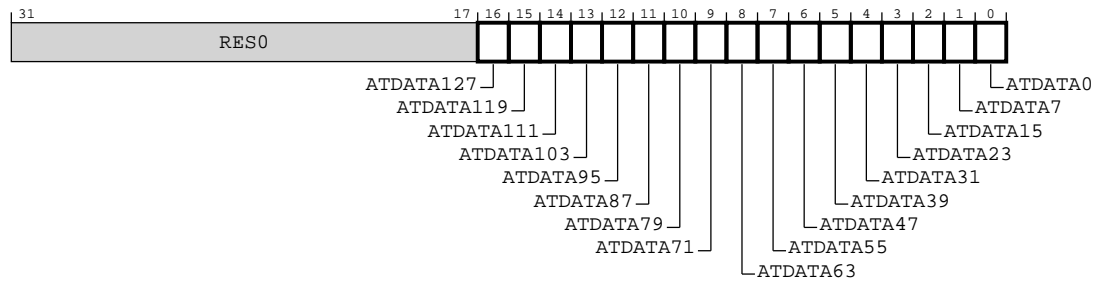 31 17 16 15 14 13 12 11 10 9 8 7 6 5 4 3 2 1 0
RES0
ATDATA127 ATDATA0
ATDATA119 ATDATA7
ATDATA111 ATDATA15
ATDATA103 ATDATA23
ATDATA95 ATDATA31
ATDATA87 ATDATA39
ATDATA79 ATDATA47
ATDATA71 ATDATA55
ATDATA63